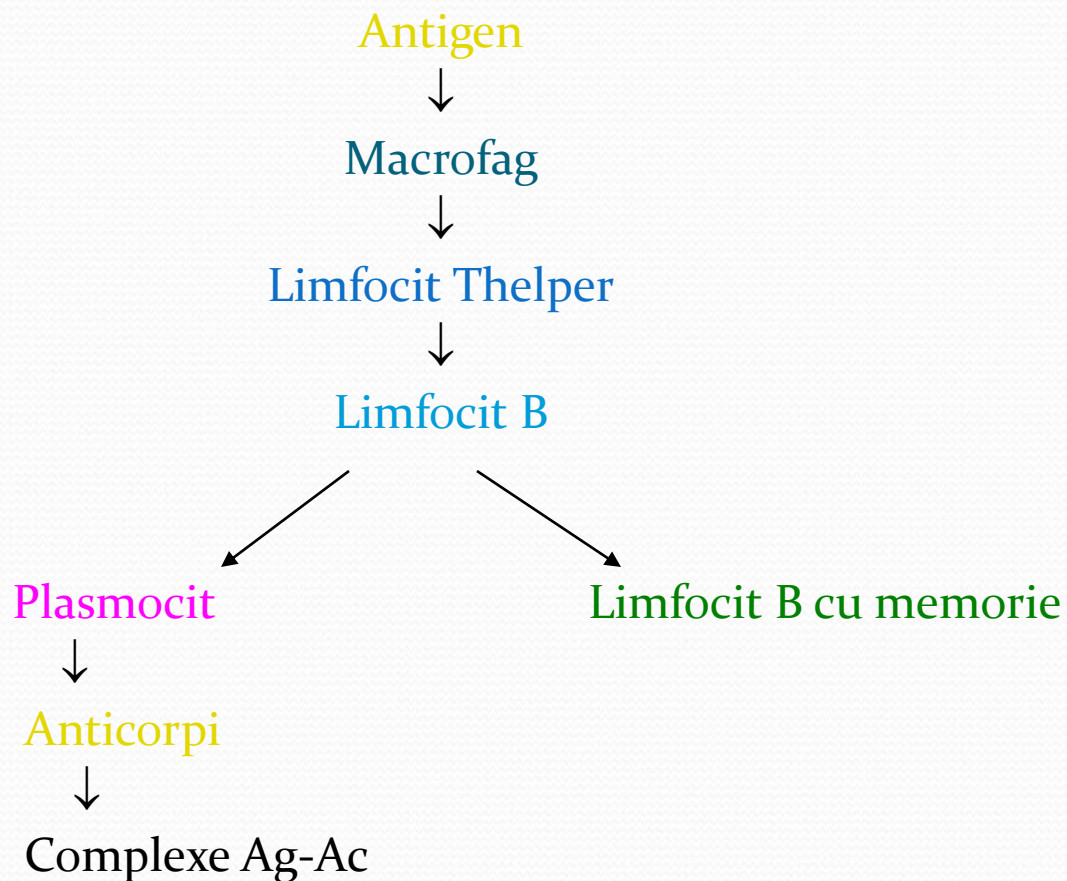 Antigen
↓
Macrofag
↓
Limfocit Thelper
↓
Limfocit B
Plasmocit Limfocit B cu memorie
↓
Anticorpi
↓
Complexe Ag-Ac